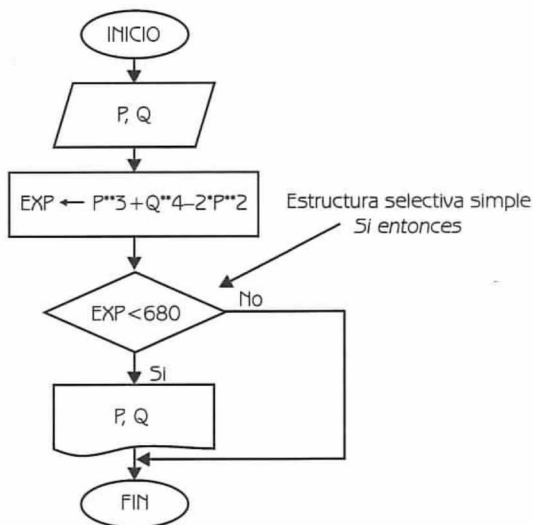 INICIO
P, Q
EXP ← P**3+Q**4–2*P**2
Estructura selectiva simple
Si entonces
EXP<680
No
Si
P, Q
FIN